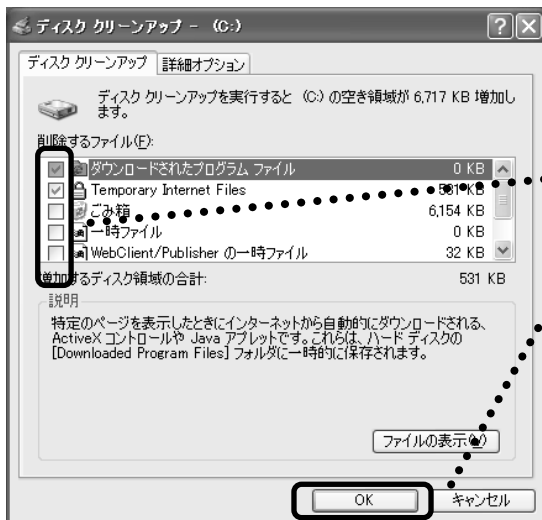 ディスク クリーンアップ - (C:)
ディスク クリーンアップ 詳細オプション
ディスク クリーンアップを実行すると (C:) の空き領域が 6,717 KB 増加し
ます。
削除するファイル(F):
ダウンロードされたプログラム ファイル 0 KB
Temporary Internet Files 531 KB
ごみ箱 6,154 KB
一時ファイル 0 KB
WebClient/Publisher の一時ファイル 32 KB
増加するディスク領域の合計: 531 KB
説明
特定のページを表示したときにインターネットから自動的にダウンロードされる、
ActiveX コントロールや Java アプレットです。これらは、ハード ディスクの
[Downloaded Program Files] フォルダに一時的に保存されます。
ファイルの表示(V)
OK キャンセル